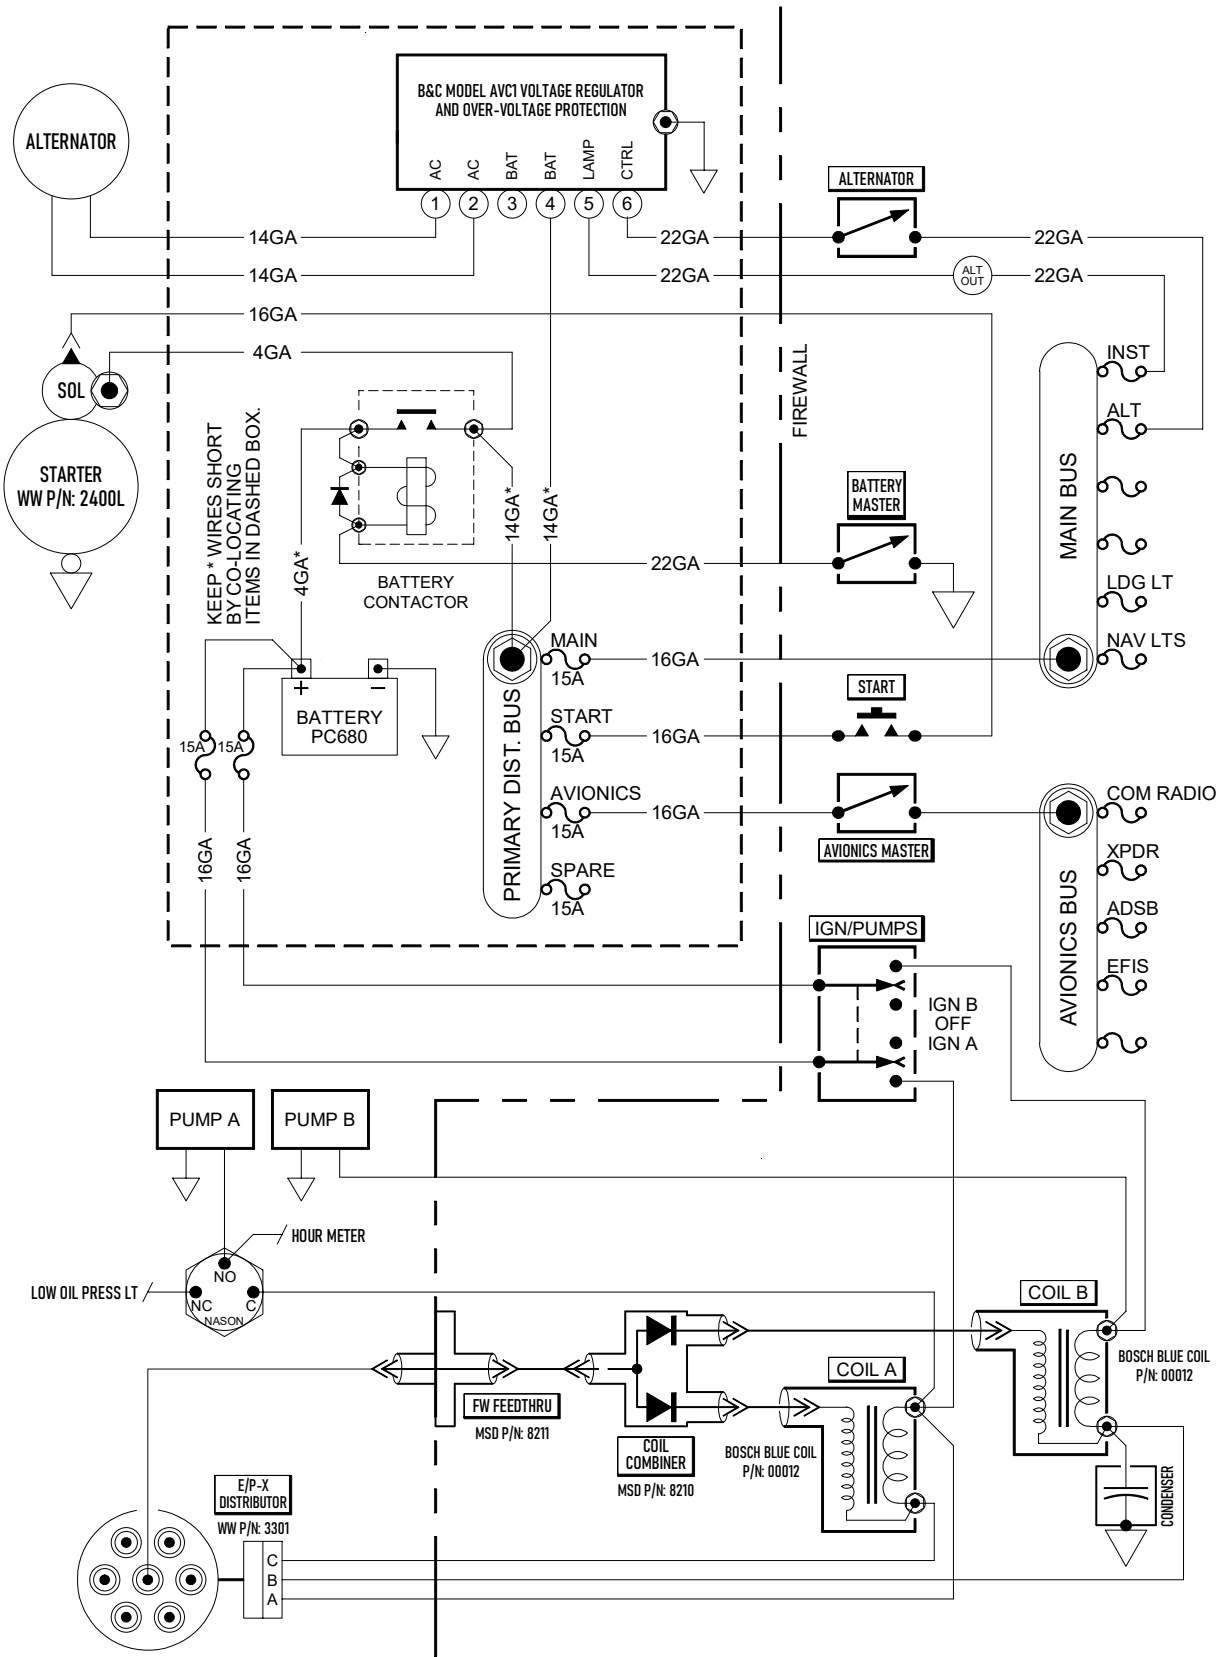 B&C MODEL AVC1 VOLTAGE REGULATOR
AND OVER-VOLTAGE PROTECTION
AC
AC
BAT
BAT
LAMP
CTRL
1
2
3
4
5
6
ALTERNATOR
ALTERNATOR
14GA
22GA
22GA
14GA
22GA
ALT
OUT
22GA
16GA
4GA
FIREWALL
SOL
STARTER
WW P/N: 2400L
KEEP * WIRES SHORT
BY CO-LOCATING
ITEMS IN DASHED BOX.
4GA*
14GA*
14GA*
BATTERY
CONTACTOR
BATTERY
MASTER
22GA
MAIN BUS
INST
ALT
LDG LT
NAV LTS
BATTERY
PC680
+
−
15A
15A
16GA
16GA
PRIMARY DIST. BUS
MAIN
15A
16GA
START
15A
16GA
START
AVIONICS
15A
16GA
AVIONICS MASTER
SPARE
15A
AVIONICS BUS
COM RADIO
XPDR
ADSB
EFIS
IGN/PUMPS
IGN B
OFF
IGN A
PUMP A
PUMP B
HOUR METER
LOW OIL PRESS LT
NO
NC
C
NASON
COIL B
BOSCH BLUE COIL
P/N: 00012
COIL A
BOSCH BLUE COIL
P/N: 00012
FW FEEDTHRU
MSD P/N: 8211
COIL
COMBINER
MSD P/N: 8210
CONDENSER
E/P-X
DISTRIBUTOR
WW P/N: 3301
C
B
A